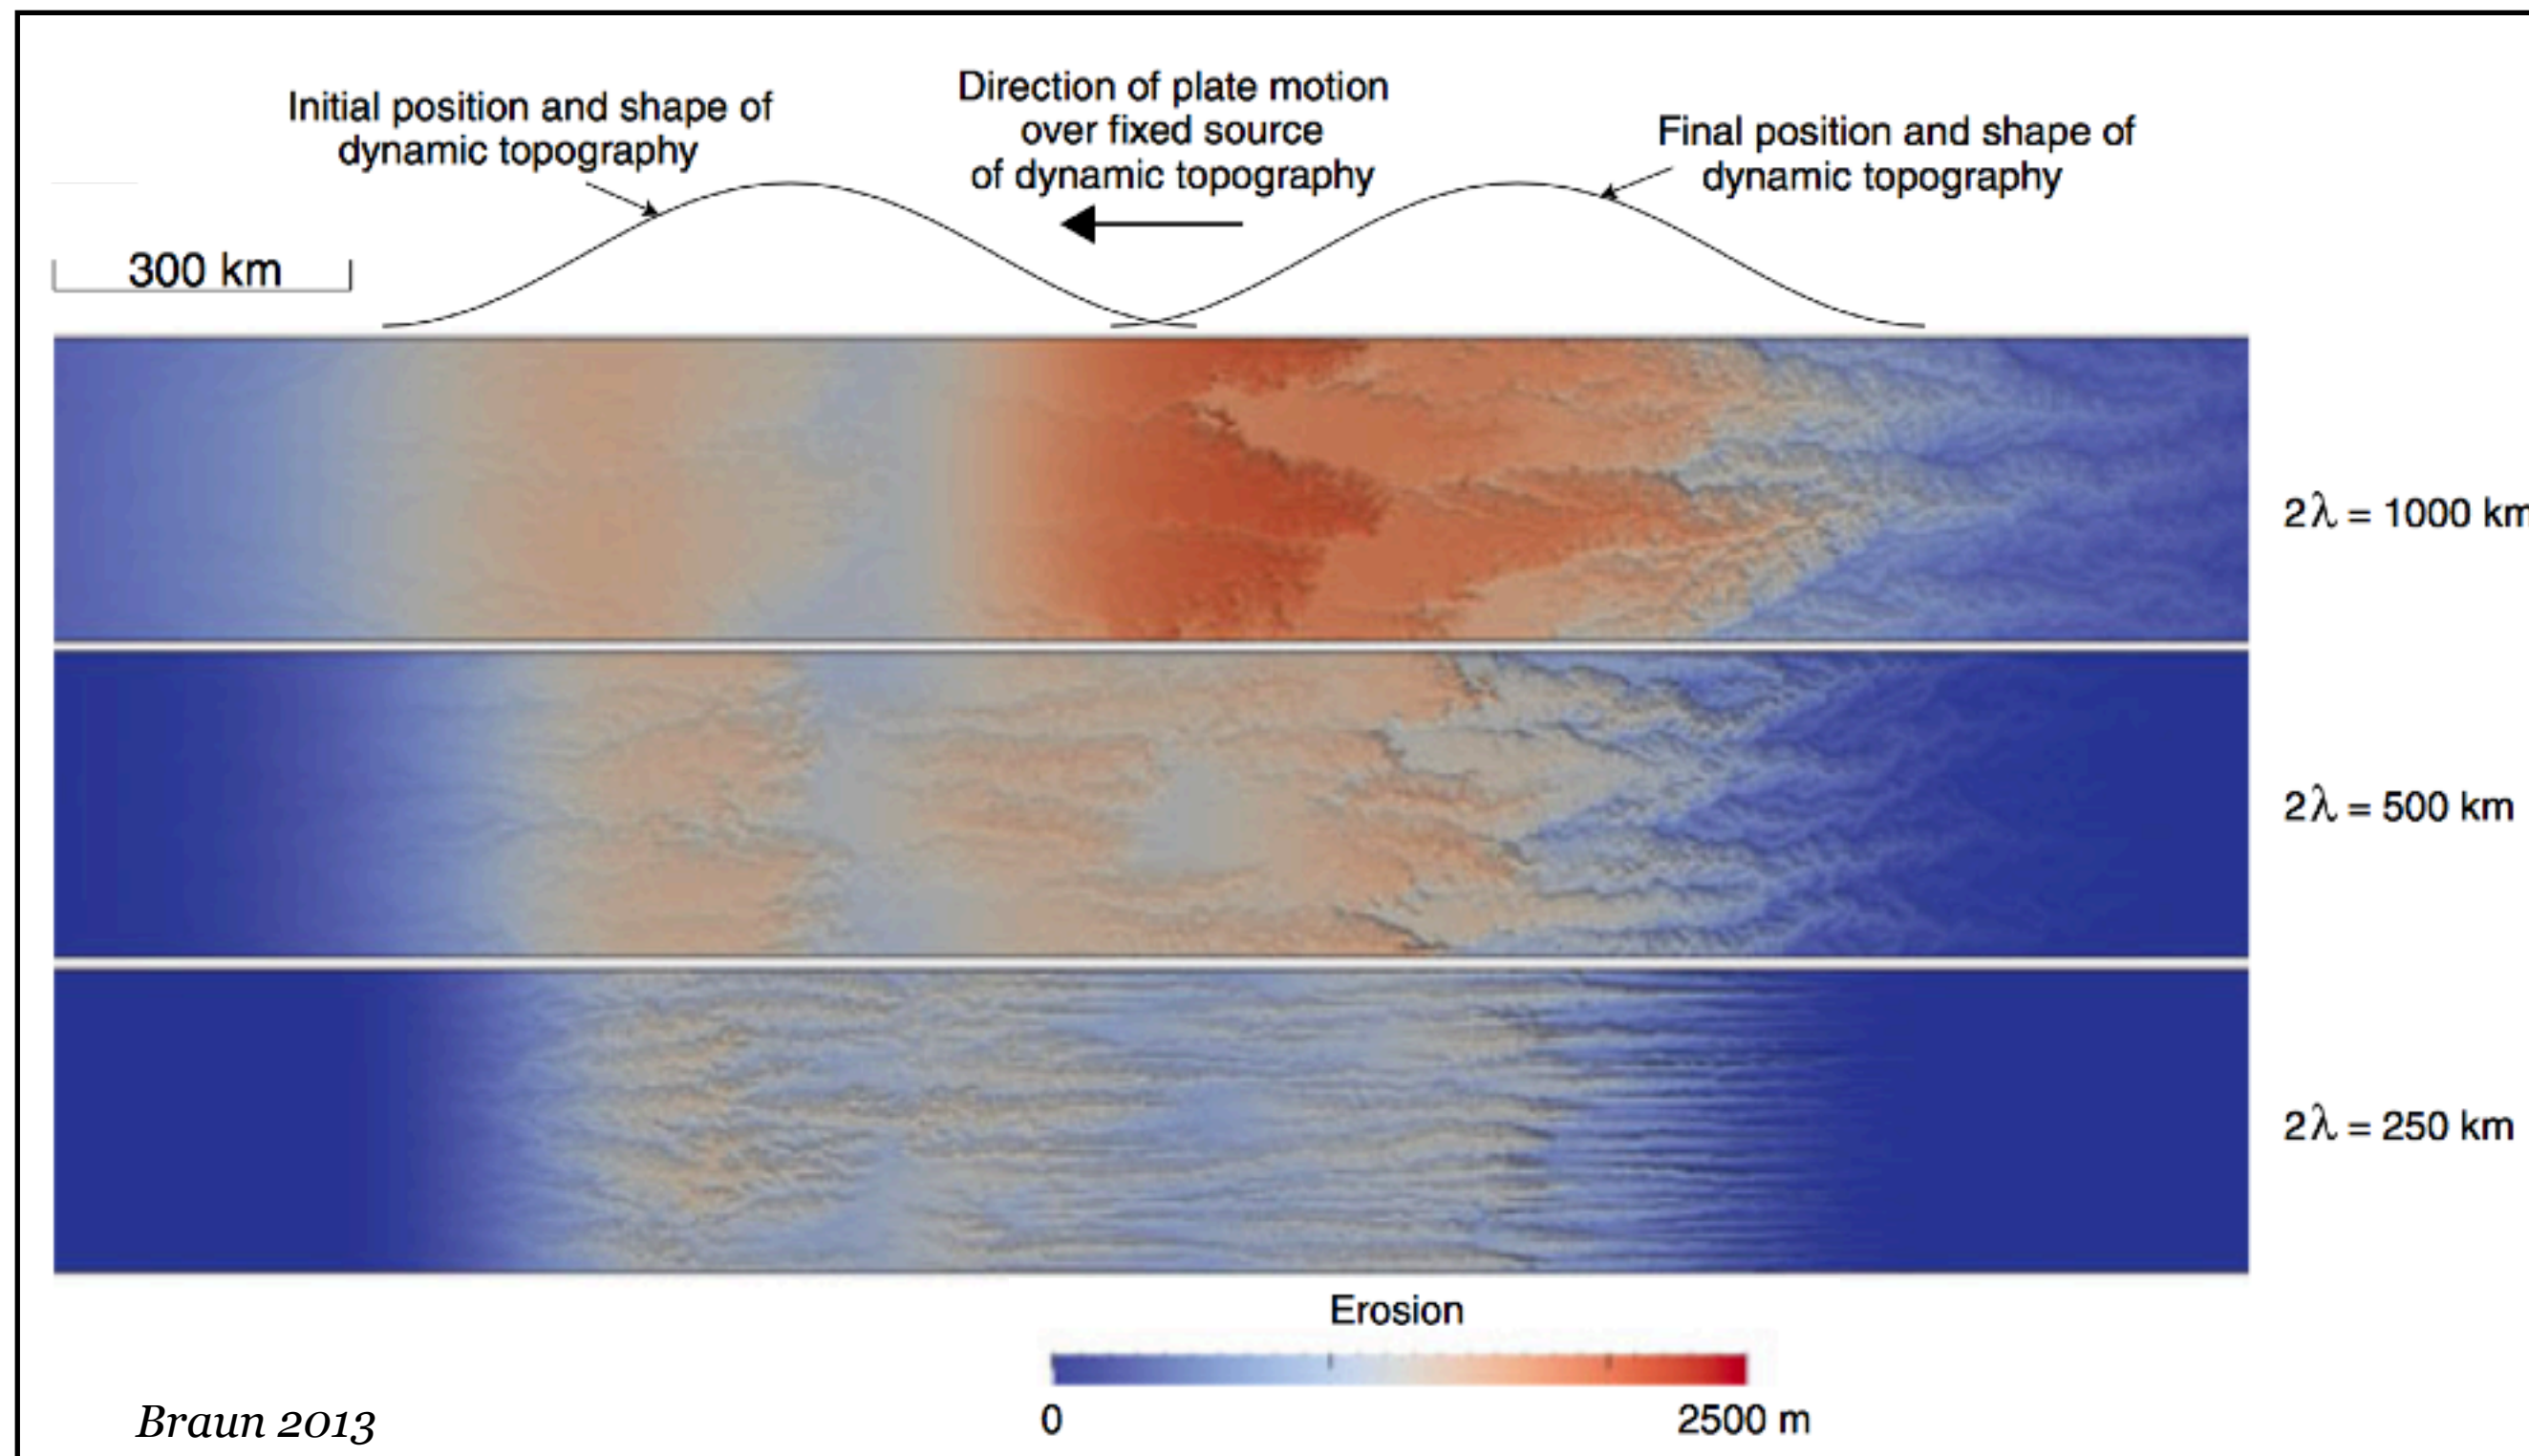 Initial position and shape of
dynamic topography
Direction of plate motion
over fixed source
of dynamic topography
Final position and shape of
dynamic topography
300 km
2λ = 1000 km
2λ = 500 km
2λ = 250 km
Erosion
0
2500 m
Braun 2013